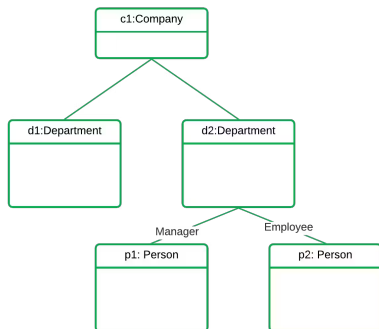 c1:Company
d1:Department
d2:Department
Manager
Employee
p1: Person
p2: Person